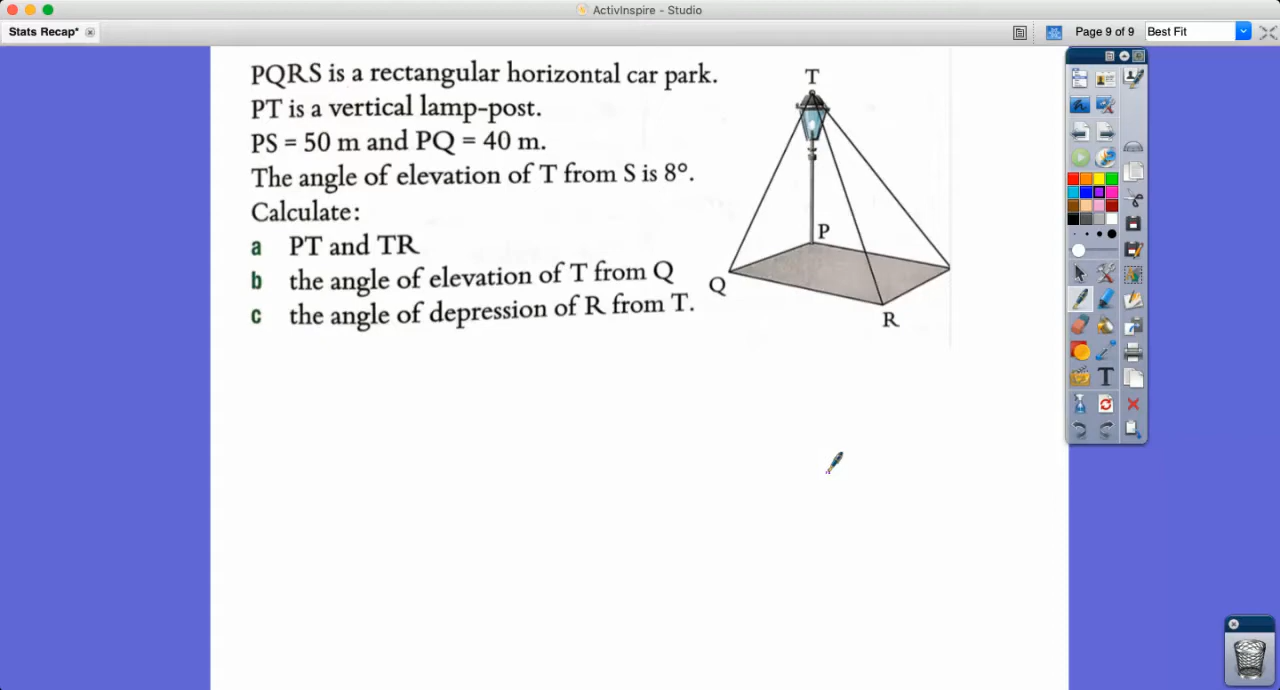 ActivInspire - Studio
Stats Recap*
Page 9 of 9
Best Fit
PQRS is a rectangular horizontal car park.
PT is a vertical lamp-post.
PS = 50 m and PQ = 40 m.
The angle of elevation of T from S is 8°.
Calculate:
a PT and TR
b the angle of elevation of T from Q
c the angle of depression of R from T.
T
P
Q
R
T